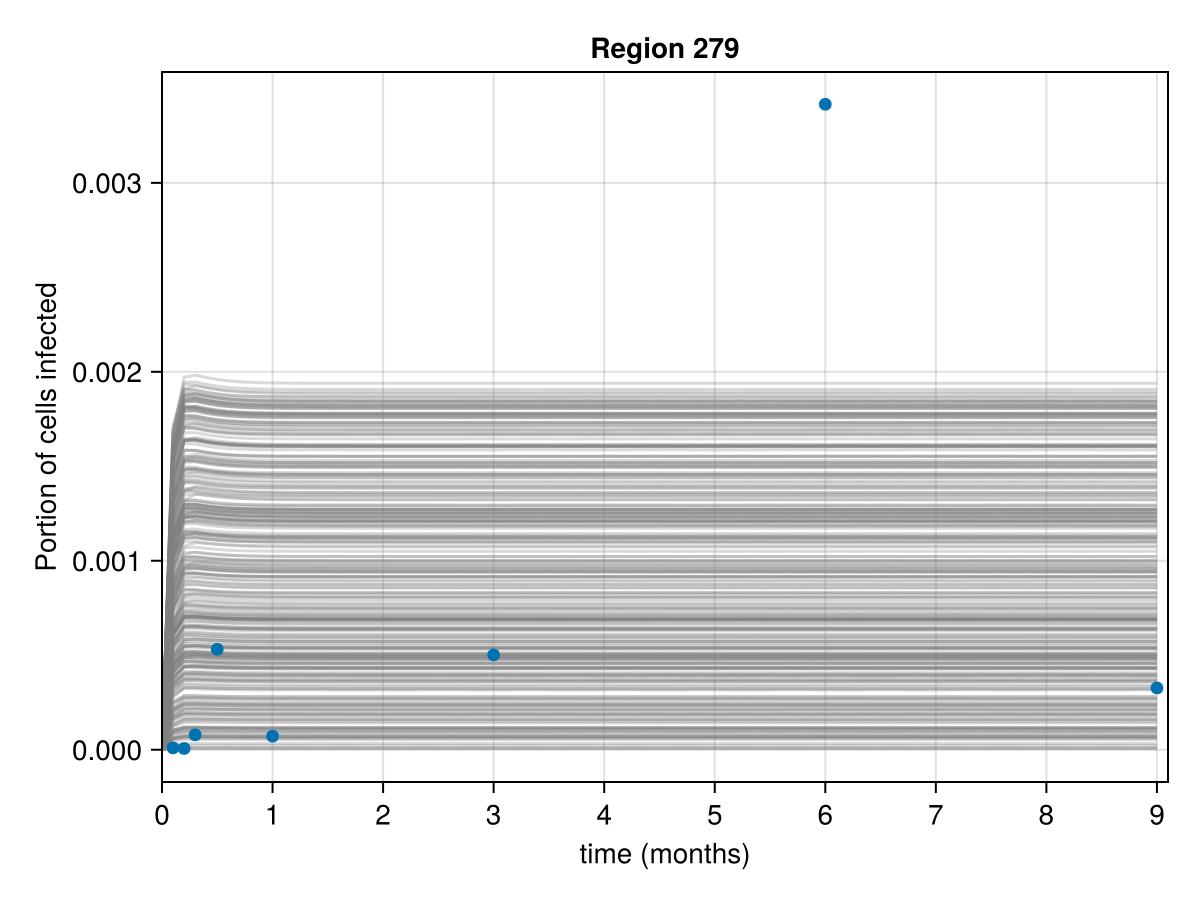 Region 279
Portion of cells infected
0.003
0.002
0.001
0.000
0 1 2 3 4 5 6 7 8 9
time (months)